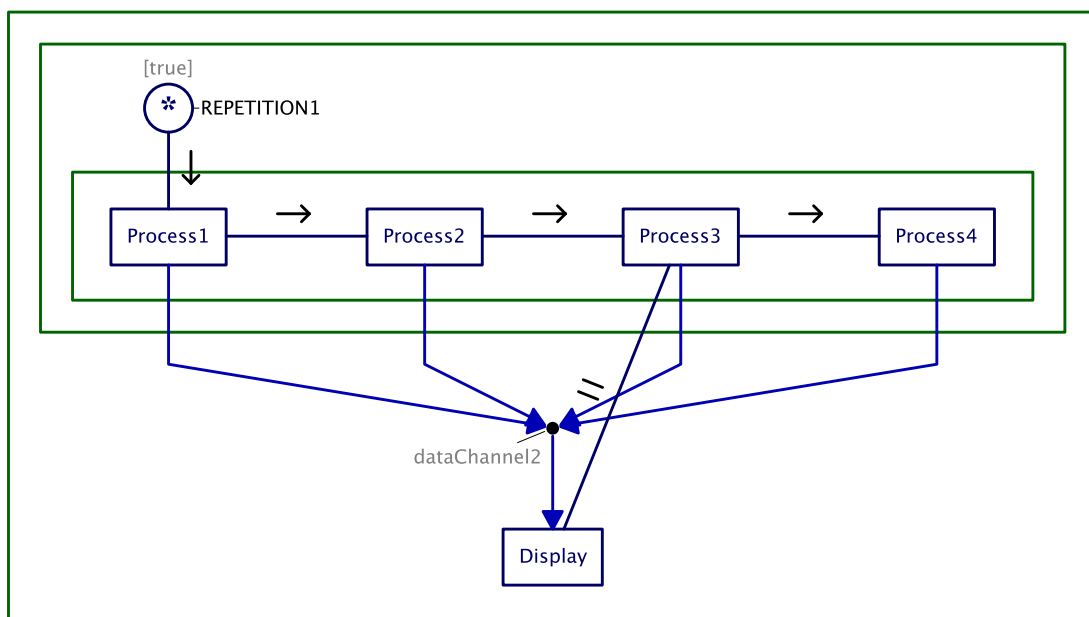 [true]
* REPETITION1
Process1 Process2 Process3 Process4
dataChannel2
Display